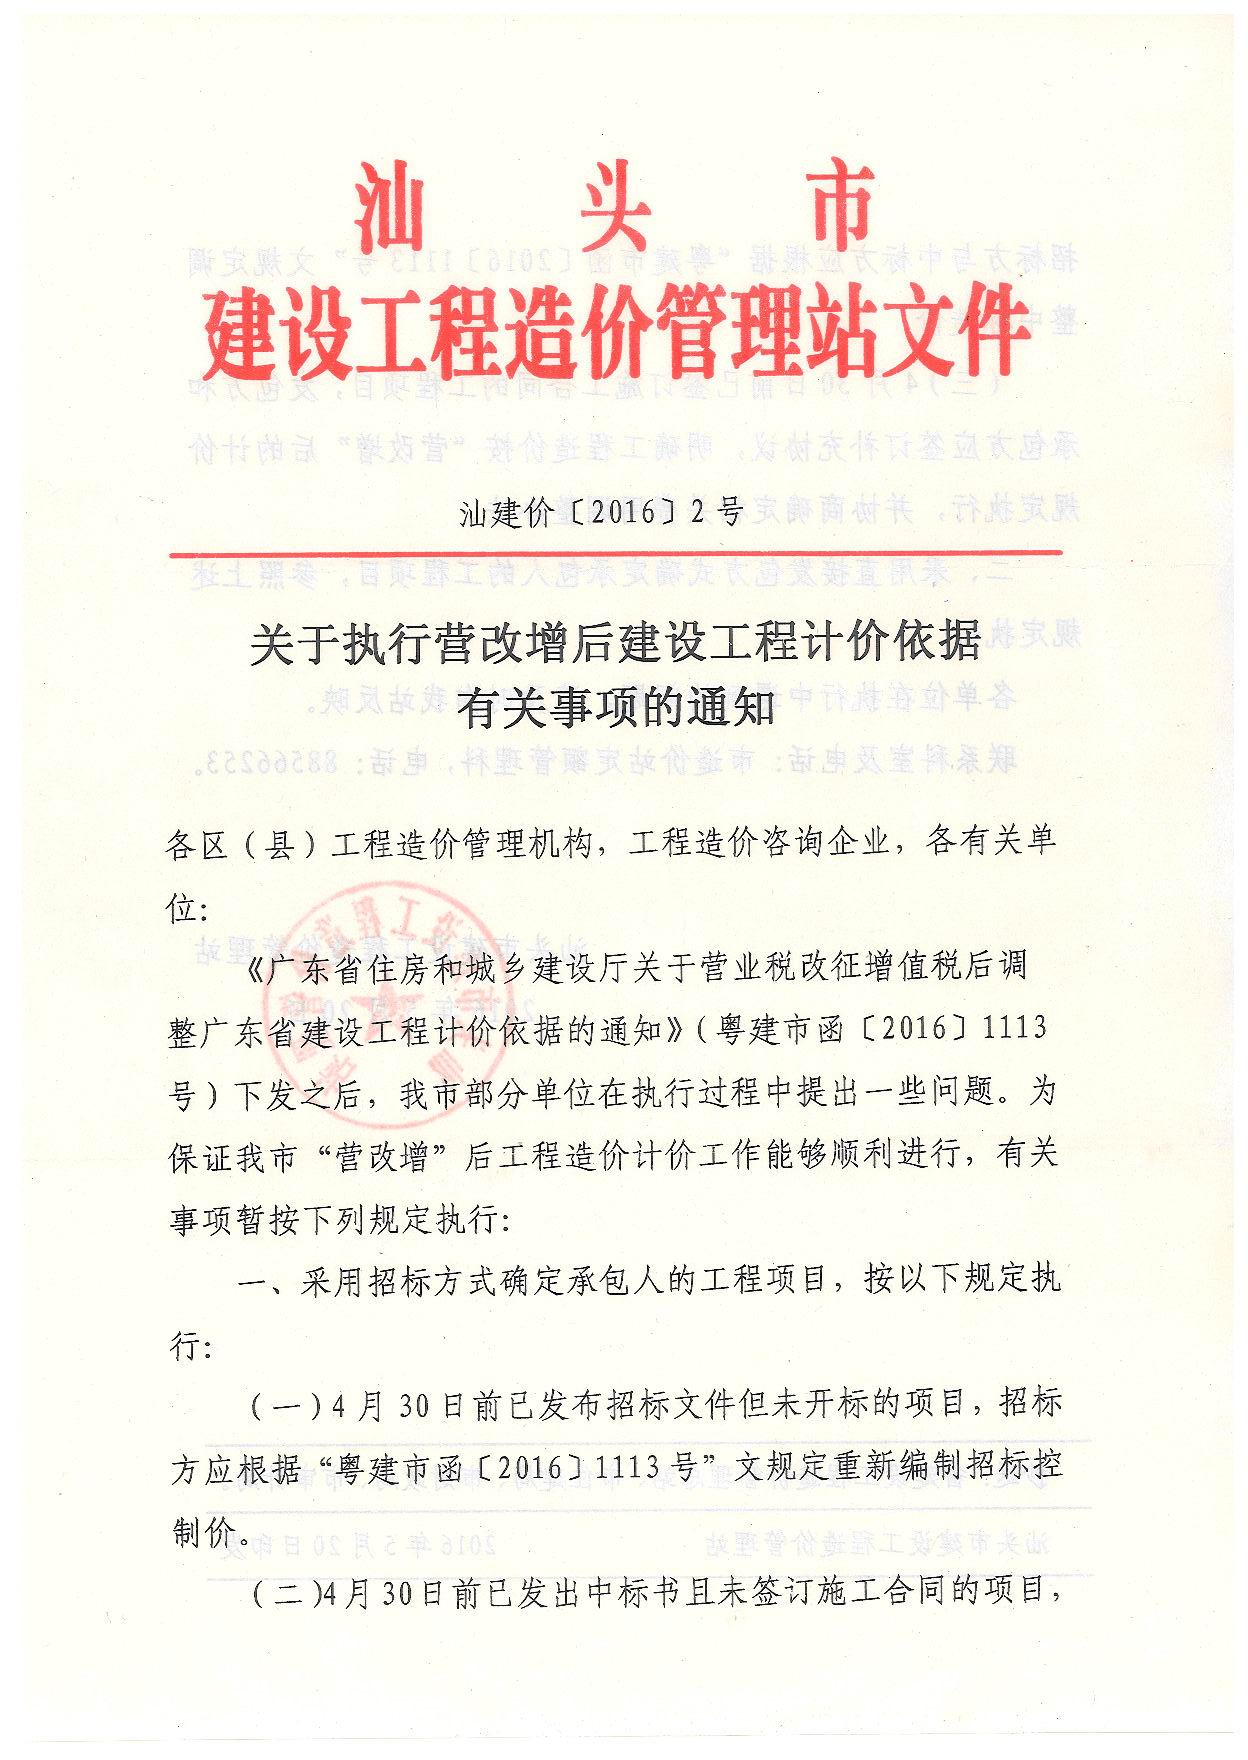 汕头市
建设工程造价管理站文件
汕建价〔2016〕2号
关于执行营改增后建设工程计价依据
有关事项的通知
各区（县）工程造价管理机构，工程造价咨询企业，各有关单
位：
《广东省住房和城乡建设厅关于营业税改征增值税后调
整广东省建设工程计价依据的通知》（粤建市函〔2016〕1113
号）下发之后，我市部分单位在执行过程中提出一些问题。为
保证我市“营改增”后工程造价计价工作能够顺利进行，有关
事项暂按下列规定执行：
一、采用招标方式确定承包人的工程项目，按以下规定执
行：
（一）4月30日前已发布招标文件但未开标的项目，招标
方应根据“粤建市函〔2016〕1113号”文规定重新编制招标控
制价。
（二）4月30日前已发出中标书且未签订施工合同的项目，